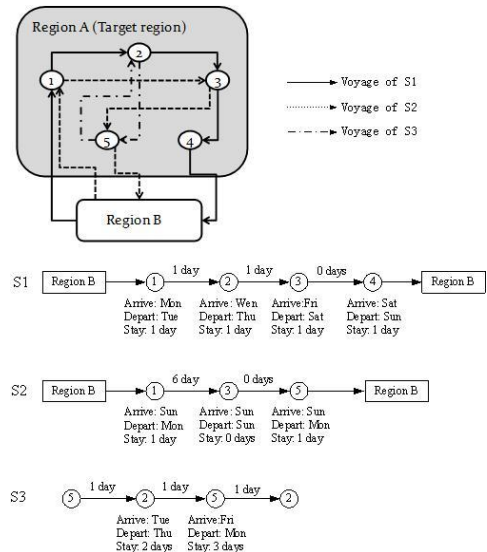 Region A (Target region)
2
1
3
5
4
Region B
Voyage of S1
Voyage of S2
Voyage of S3
S1 Region B 1 1 day 2 1 day 3 0 days 4 Region B
Arrive: Mon Arrive: Wen Arrive:Fri Arrive: Sat
Depart: Tue Depart: Thu Depart: Sat Depart: Sun
Stay: 1 day Stay: 1 day Stay: 1 day Stay: 1 day
S2 Region B 1 6 day 3 0 days 5 Region B
Arrive: Sun Arrive: Sun Arrive: Sun
Depart: Mon Depart: Sun Depart: Mon
Stay: 1 day Stay: 0 days Stay: 1 day
S3 5 1 day 2 1 day 5 1 day 2
Arrive: Tue Arrive:Fri
Depart: Thu Depart: Mon
Stay: 2 days Stay: 3 days